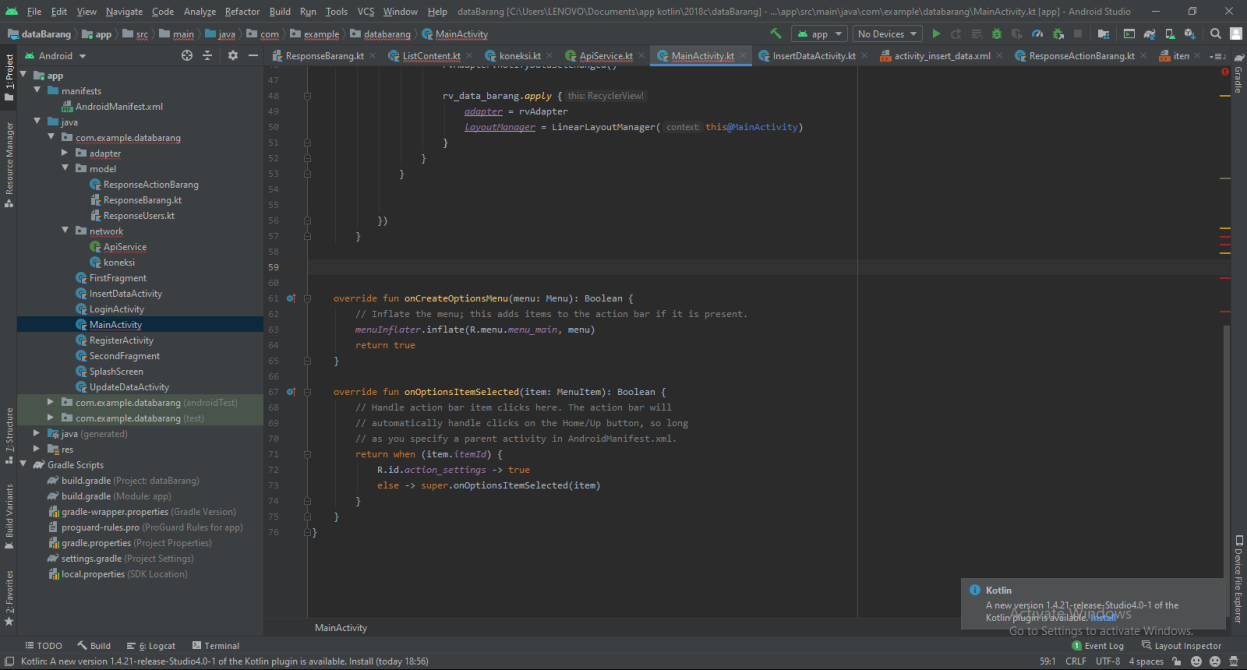 File Edit View Navigate Code Analyze Refactor Build Run Tools VCS Window Help dataBarang [C:\Users\LENOVO\Documents\app kotlin\2018c\dataBarang] - ...\app\src\main\java\com\example\databarang\MainActivity.kt [app] - Android Studio
dataBarang app src main java com example databarang MainActivity app No Devices
Android ResponseBarang.kt ListContent.kt koneksi.kt ApiService.kt MainActivity.kt InsertDataActivity.kt activity_insert_data.xml ResponseActionBarang.kt iten
1: Project
Resource Manager
Z: Structure
Build Variants
2: Favorites
app
manifests
AndroidManifest.xml
java
com.example.databarang
adapter
model
ResponseActionBarang
ResponseBarang.kt
ResponseUsers.kt
network
ApiService
koneksi
FirstFragment
InsertDataActivity
LoginActivity
MainActivity
RegisterActivity
SecondFragment
SplashScreen
UpdateDataActivity
com.example.databarang (androidTest)
com.example.databarang (test)
java (generated)
res
Gradle Scripts
build.gradle (Project: dataBarang)
build.gradle (Module: app)
gradle-wrapper.properties (Gradle Version)
proguard-rules.pro (ProGuard Rules for app)
gradle.properties (Project Properties)
settings.gradle (Project Settings)
local.properties (SDK Location)
47
48 rv_data_barang.apply { this: RecyclerView!
49 adapter = rvAdapter
50 layoutManager = LinearLayoutManager( context: this@MainActivity)
51 }
52 }
53 }
54
55
56 })
57 }
58
59
60
61 override fun onCreateOptionsMenu(menu: Menu): Boolean {
62 // Inflate the menu; this adds items to the action bar if it is present.
63 menuInflater.inflate(R.menu.menu_main, menu)
64 return true
65 }
66
67 override fun onOptionsItemSelected(item: MenuItem): Boolean {
68 // Handle action bar item clicks here. The action bar will
69 // automatically handle clicks on the Home/Up button, so long
70 // as you specify a parent activity in AndroidManifest.xml.
71 return when (item.itemId) {
72 R.id.action_settings -> true
73 else -> super.onOptionsItemSelected(item)
74 }
75 }
76 }
Gradle
Device File Explorer
Kotlin
A new version 1.4.21-release-Studio4.0-1 of the
Kotlin plugin is available. Install
Activate Windows
Go to Settings to activate Windows.
MainActivity
TODO Build 6: Logcat Terminal 1 Event Log Layout Inspector
Kotlin: A new version 1.4.21-release-Studio4.0-1 of the Kotlin plugin is available. Install (today 18:56) 59:1 CRLF UTF-8 4 spaces